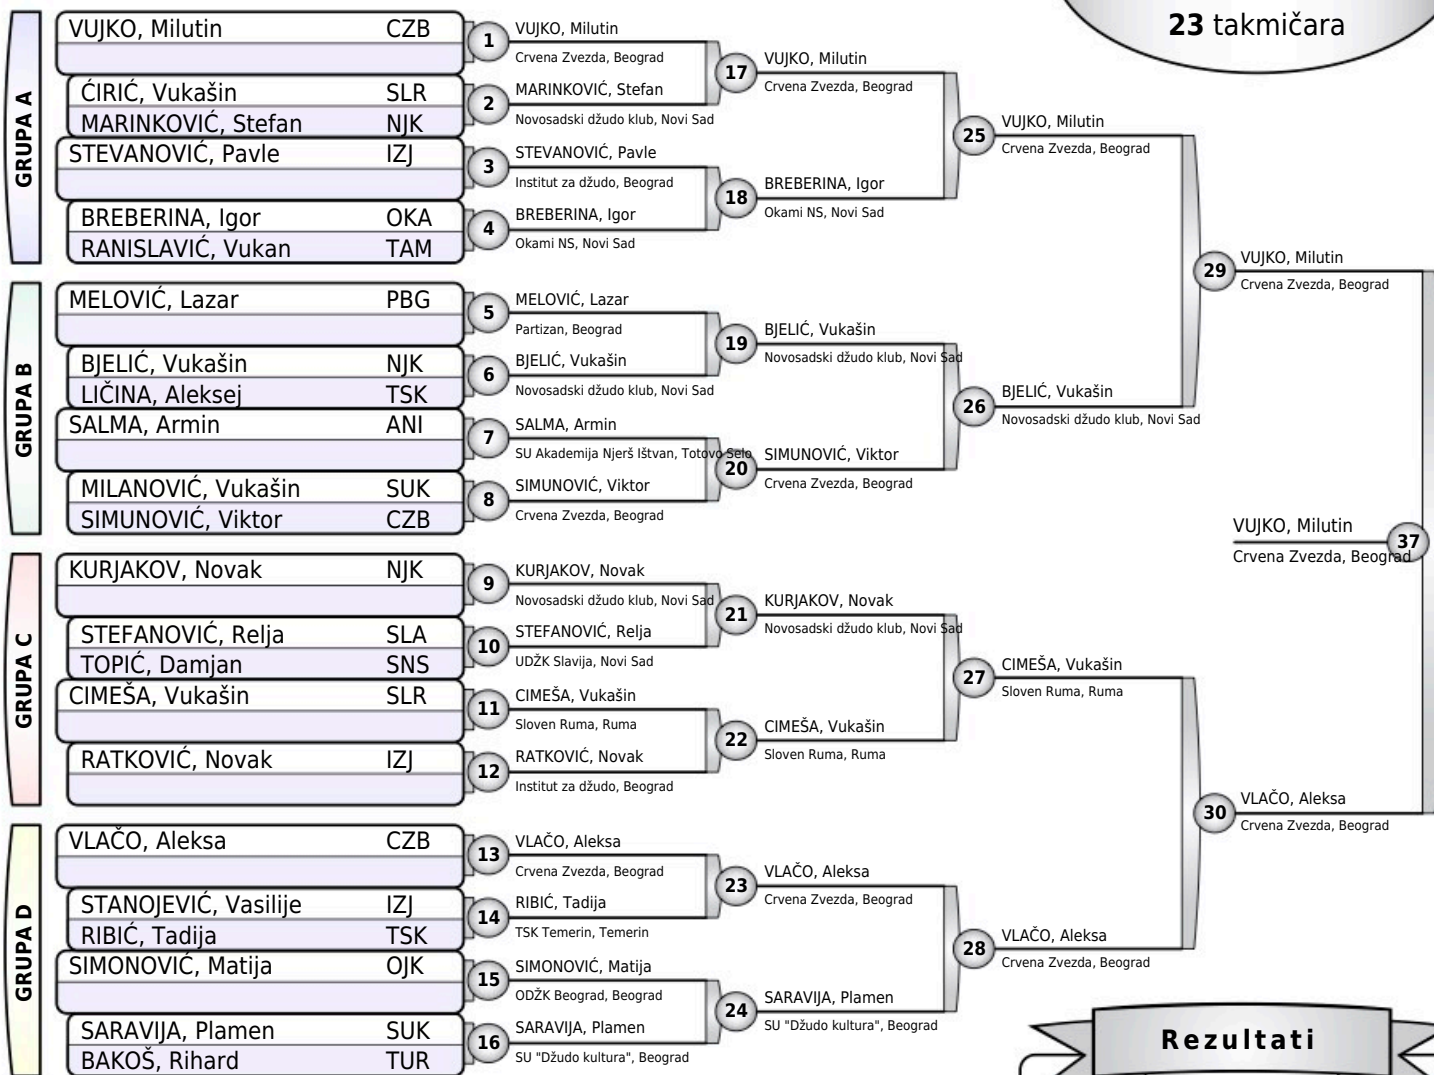 23 takmičara
GRUPA A
VUJKO, Milutin CZB
ĆIRIĆ, Vukašin SLR
MARINKOVIĆ, Stefan NJK
STEVANOVIĆ, Pavle IZJ
BREBERINA, Igor OKA
RANISLAVIĆ, Vukan TAM
GRUPA B
MELOVIĆ, Lazar PBG
BJELIĆ, Vukašin NJK
LIČINA, Aleksej TSK
SALMA, Armin ANI
MILANOVIĆ, Vukašin SUK
SIMUNOVIĆ, Viktor CZB
GRUPA C
KURJAKOV, Novak NJK
STEFANOVIĆ, Relja SLA
TOPIĆ, Damjan SNS
CIMEŠA, Vukašin SLR
RATKOVIĆ, Novak IZJ
GRUPA D
VLAČO, Aleksa CZB
STANOJEVIĆ, Vasilije IZJ
RIBIĆ, Tadija TSK
SIMONOVIĆ, Matija OJK
SARAVIJA, Plamen SUK
BAKOŠ, Rihard TUR
1
VUJKO, Milutin
Crvena Zvezda, Beograd
2
MARINKOVIĆ, Stefan
Novosadski džudo klub, Novi Sad
3
STEVANOVIĆ, Pavle
Institut za džudo, Beograd
4
BREBERINA, Igor
Okami NS, Novi Sad
5
MELOVIĆ, Lazar
Partizan, Beograd
6
BJELIĆ, Vukašin
Novosadski džudo klub, Novi Sad
7
SALMA, Armin
SU Akademija Njerš Ištvan, Totovo Selo
8
SIMUNOVIĆ, Viktor
Crvena Zvezda, Beograd
9
KURJAKOV, Novak
Novosadski džudo klub, Novi Sad
10
STEFANOVIĆ, Relja
UDŽK Slavija, Novi Sad
11
CIMEŠA, Vukašin
Sloven Ruma, Ruma
12
RATKOVIĆ, Novak
Institut za džudo, Beograd
13
VLAČO, Aleksa
Crvena Zvezda, Beograd
14
RIBIĆ, Tadija
TSK Temerin, Temerin
15
SIMONOVIĆ, Matija
ODŽK Beograd, Beograd
16
SARAVIJA, Plamen
SU "Džudo kultura", Beograd
17
VUJKO, Milutin
Crvena Zvezda, Beograd
18
BREBERINA, Igor
Okami NS, Novi Sad
19
BJELIĆ, Vukašin
Novosadski džudo klub, Novi Sad
20
SIMUNOVIĆ, Viktor
Crvena Zvezda, Beograd
21
KURJAKOV, Novak
Novosadski džudo klub, Novi Sad
22
CIMEŠA, Vukašin
Sloven Ruma, Ruma
23
VLAČO, Aleksa
Crvena Zvezda, Beograd
24
SARAVIJA, Plamen
SU "Džudo kultura", Beograd
25
VUJKO, Milutin
Crvena Zvezda, Beograd
26
BJELIĆ, Vukašin
Novosadski džudo klub, Novi Sad
27
CIMEŠA, Vukašin
Sloven Ruma, Ruma
28
VLAČO, Aleksa
Crvena Zvezda, Beograd
29
VUJKO, Milutin
Crvena Zvezda, Beograd
30
VLAČO, Aleksa
Crvena Zvezda, Beograd
37
VUJKO, Milutin
Crvena Zvezda, Beograd
Rezultati